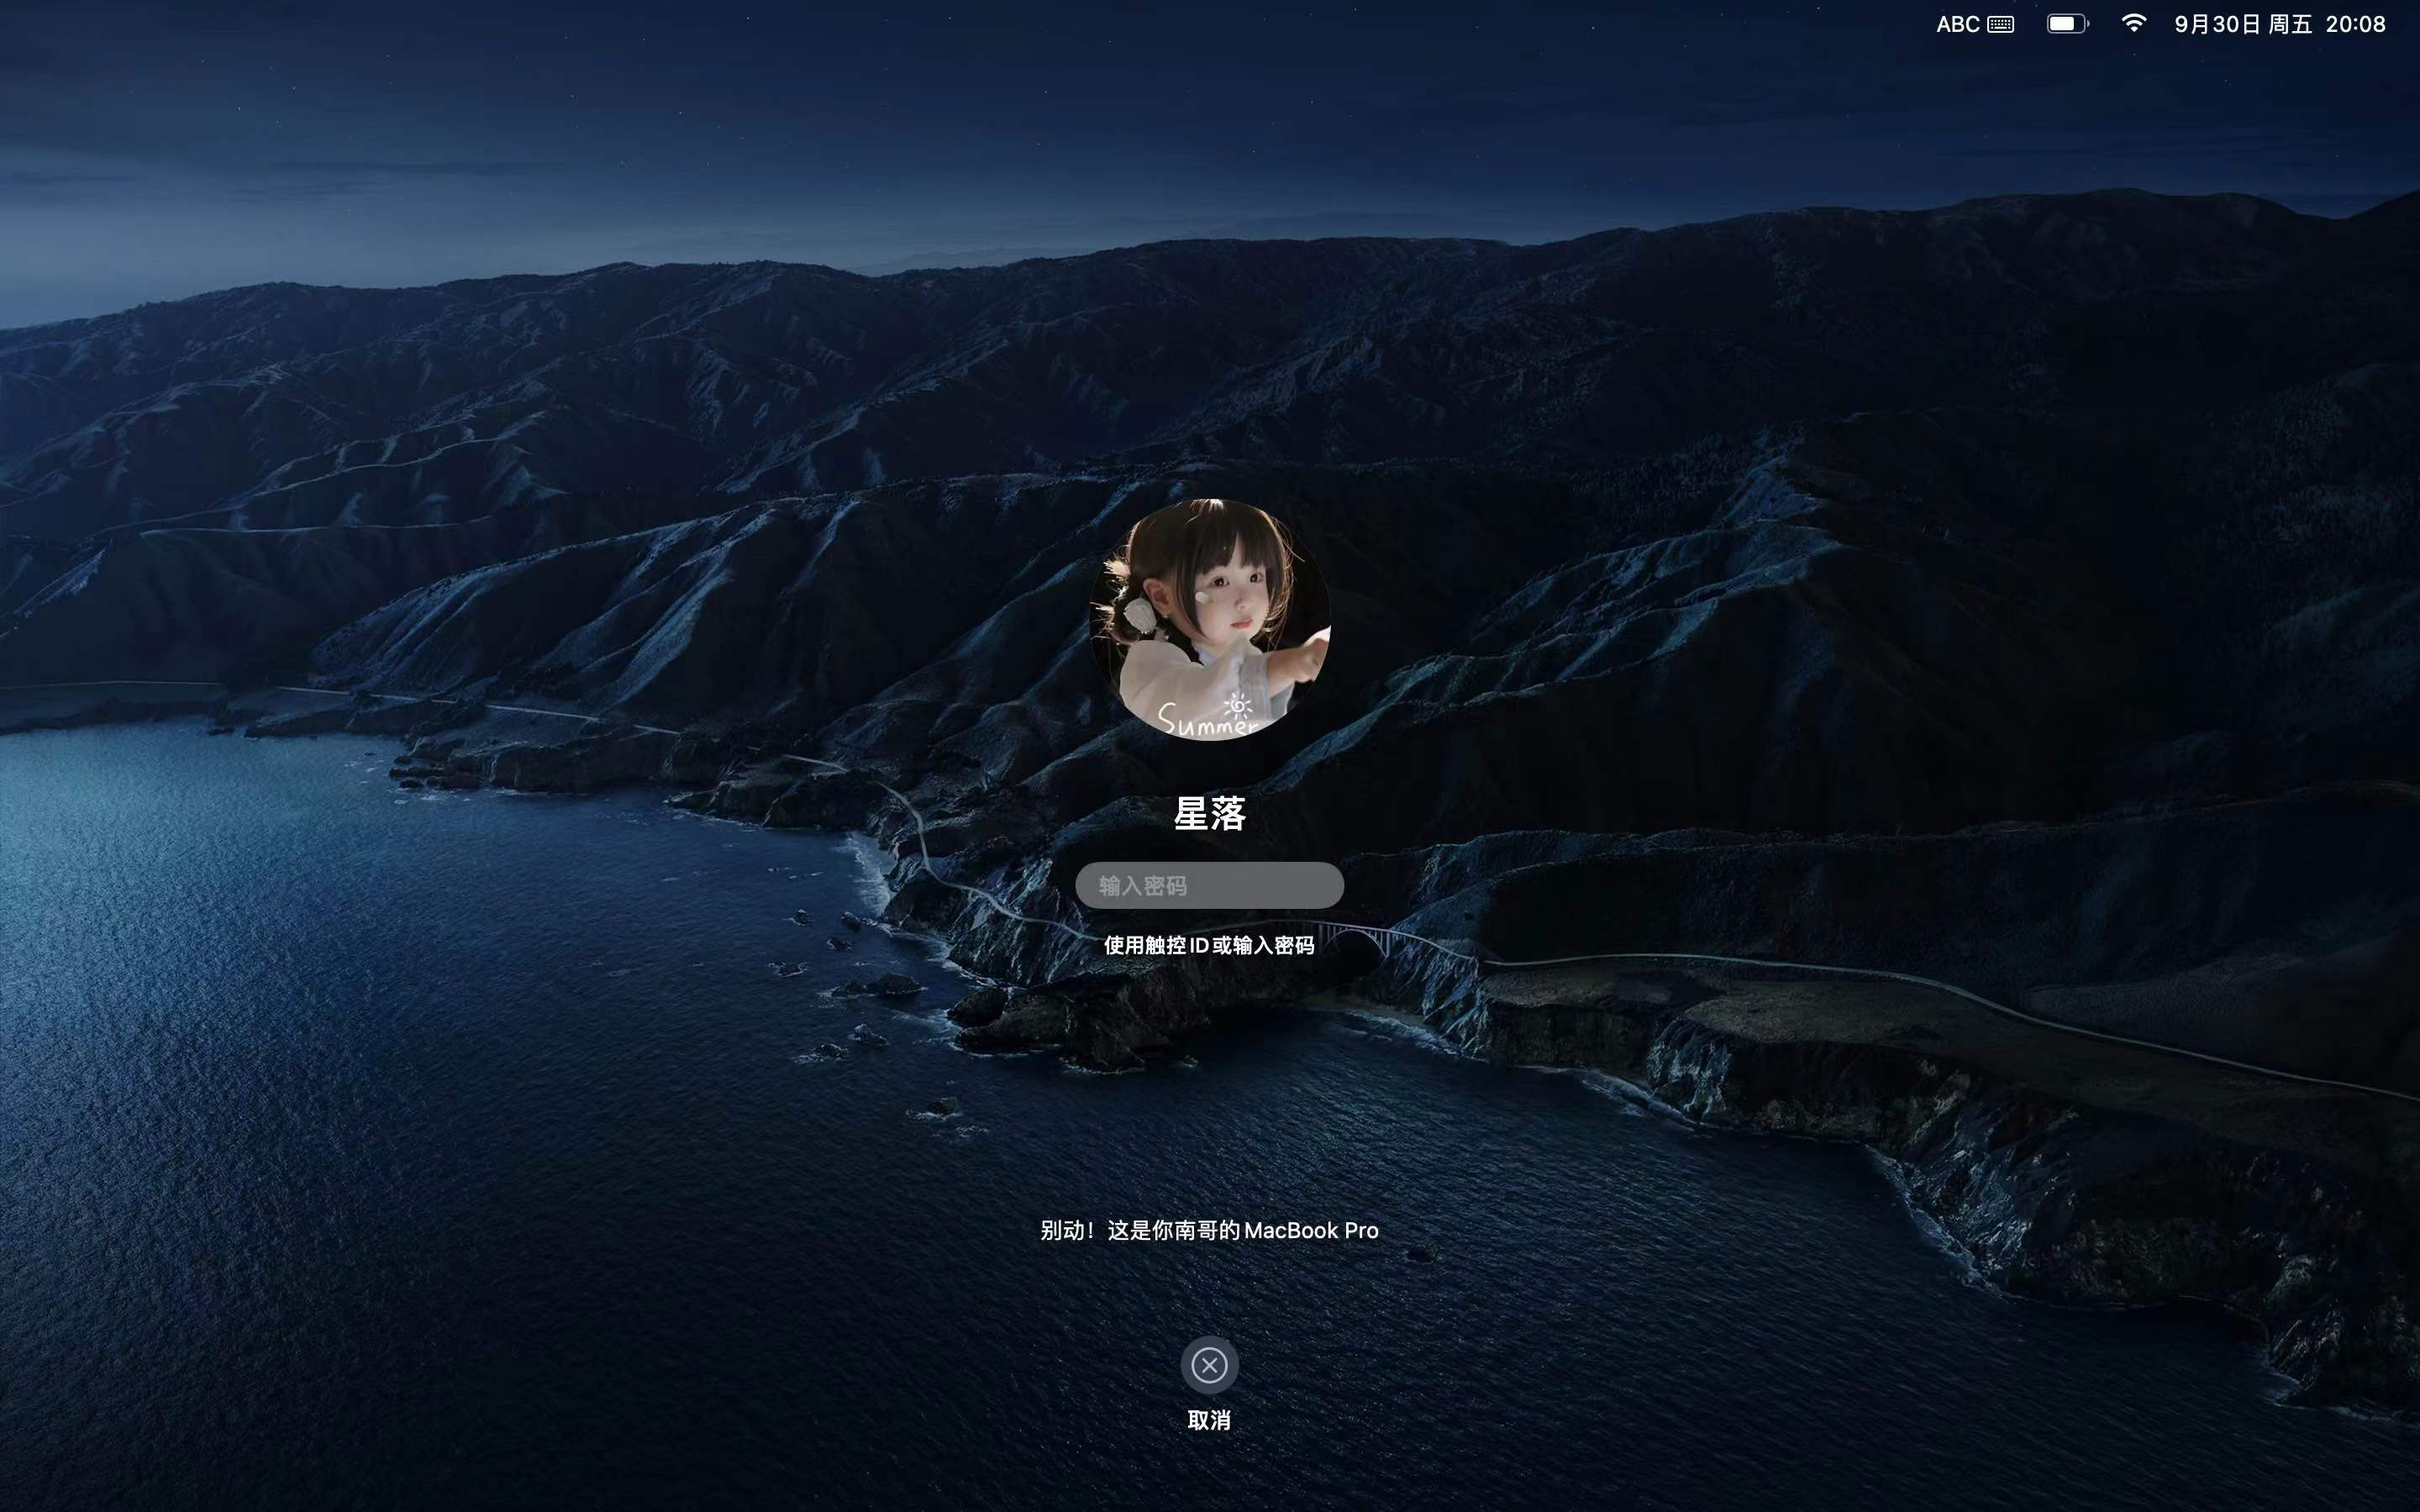 ABC 9月30日 周五 20:08
Summer
星落
输入密码
使用触控ID或输入密码
别动！这是你南哥的MacBook Pro
取消